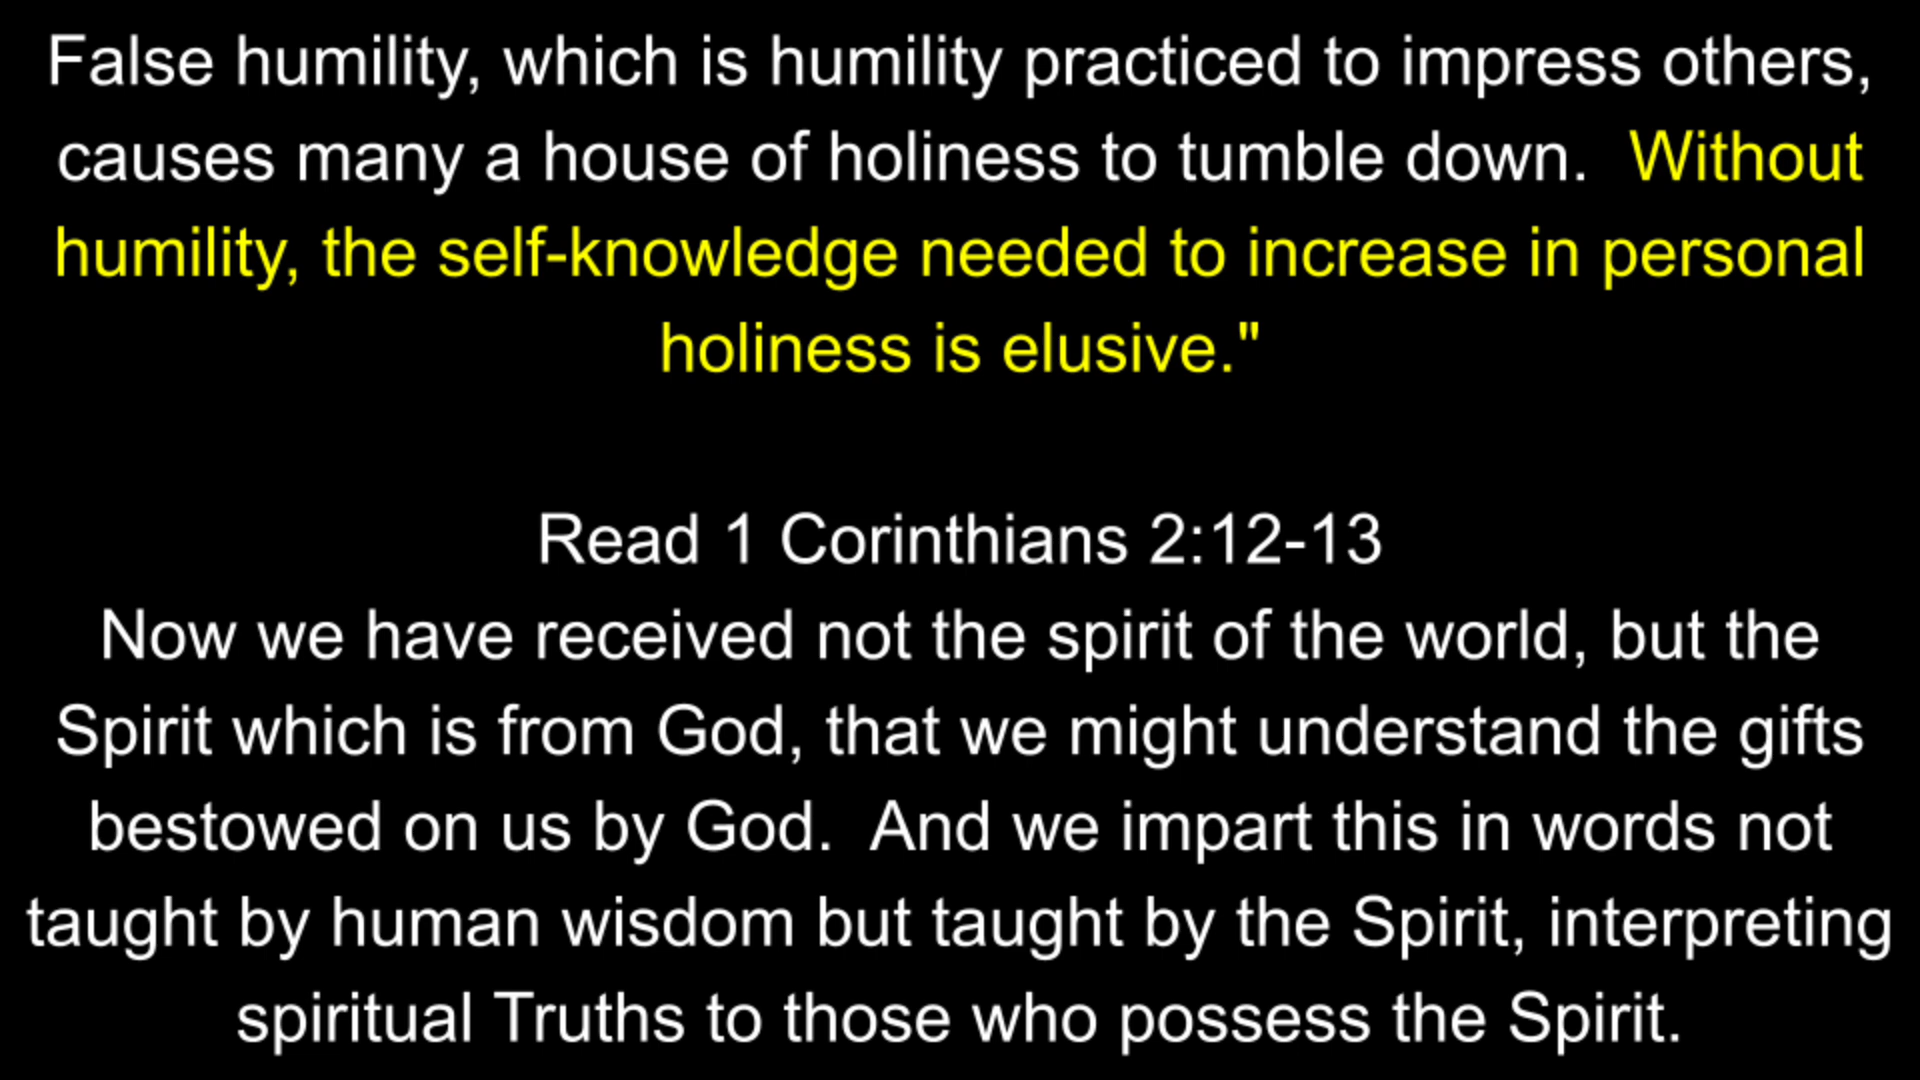 False humility, which is humility practiced to impress others,
causes many a house of holiness to tumble down.  Without
humility, the self-knowledge needed to increase in personal
holiness is elusive."
Read 1 Corinthians 2:12-13
Now we have received not the spirit of the world, but the
Spirit which is from God, that we might understand the gifts
bestowed on us by God.  And we impart this in words not
taught by human wisdom but taught by the Spirit, interpreting
spiritual Truths to those who possess the Spirit.